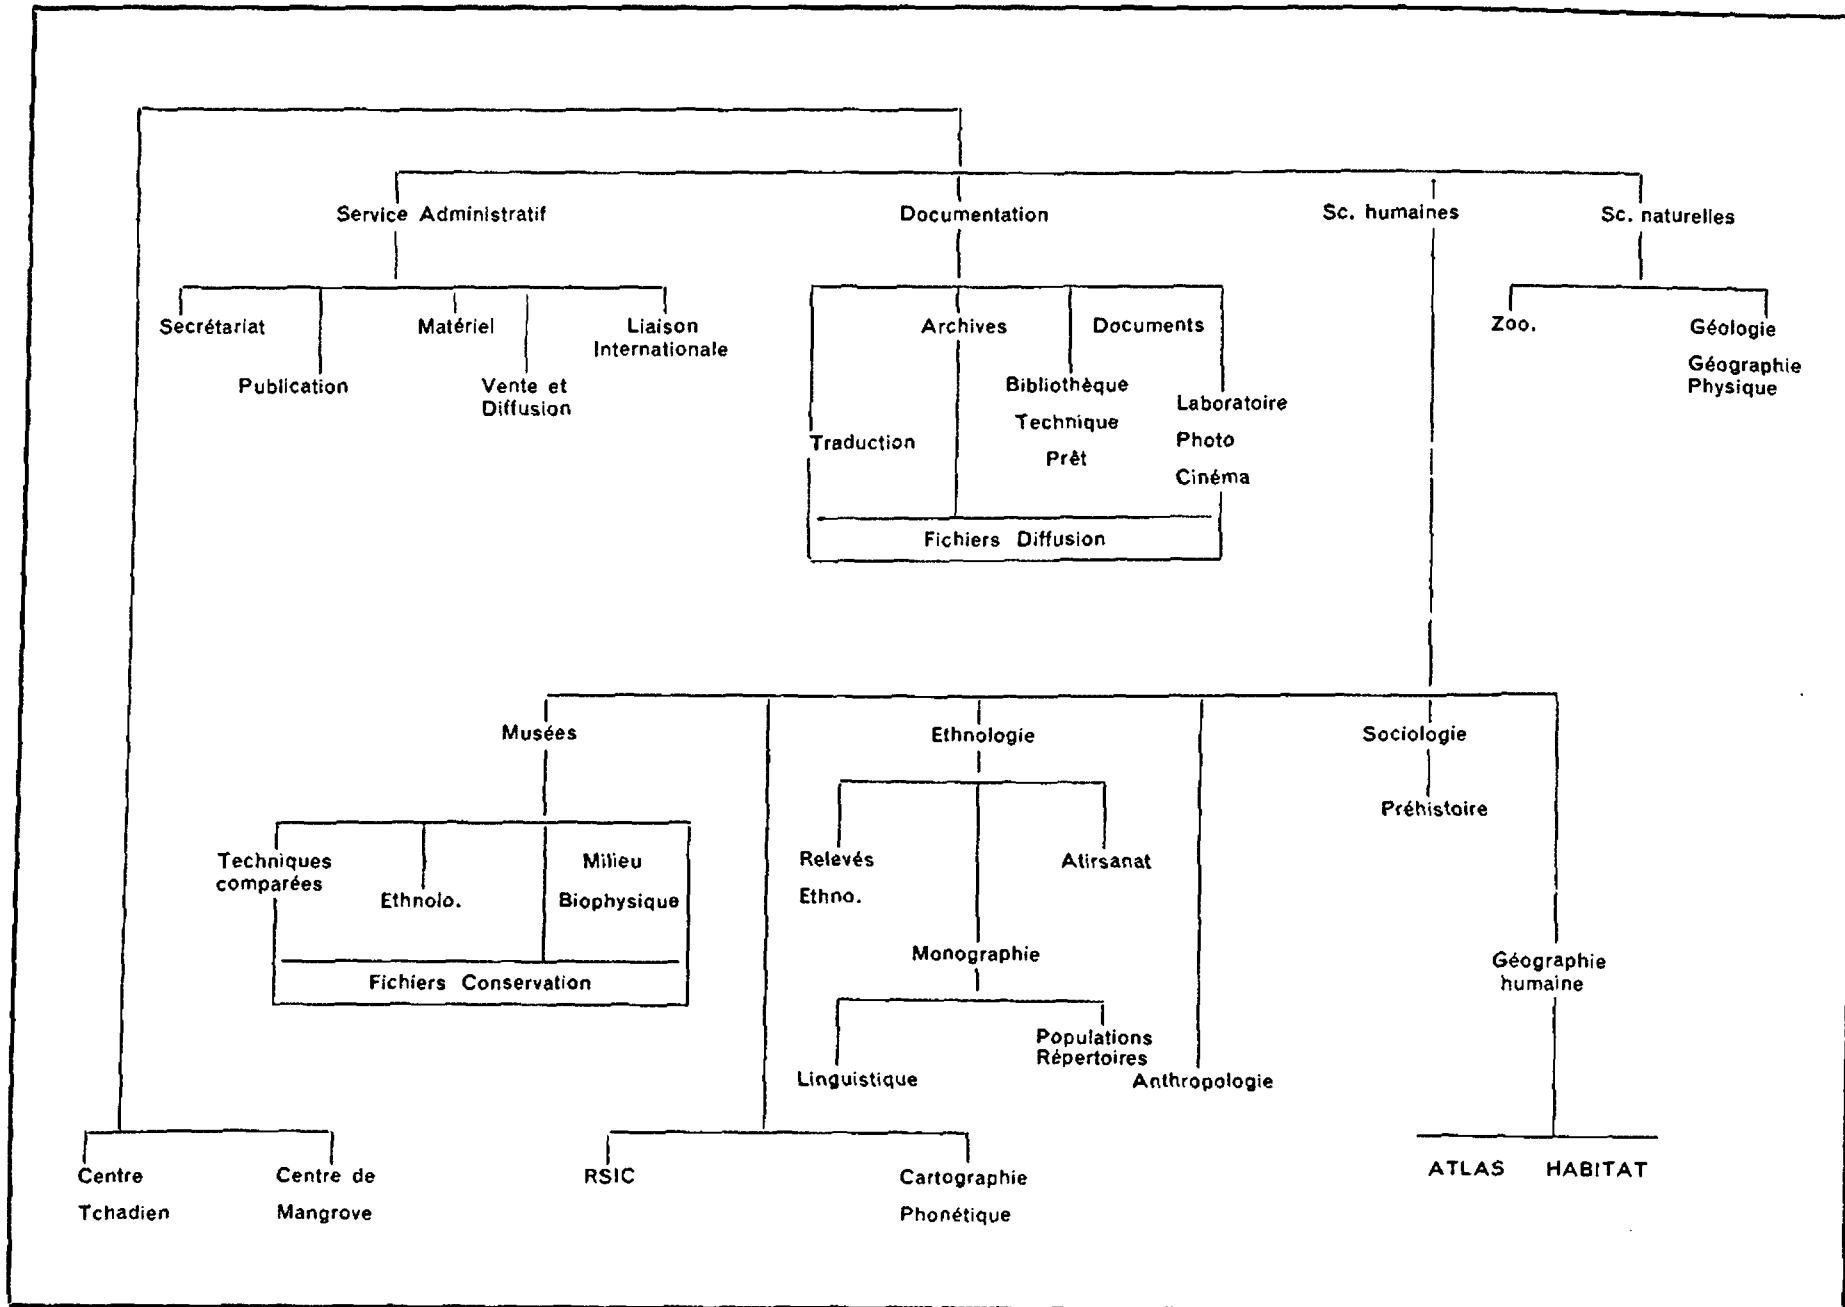 Service Administratif
Documentation
Sc. humaines
Sc. naturelles
Secrétariat
Matériel
Liaison
Internationale
Publication
Vente et
Diffusion
Archives
Documents
Bibliothèque
Technique
Prêt
Laboratoire
Photo
Cinéma
Traduction
Fichiers Diffusion
Zoo.
Géologie
Géographie
Physique
Musées
Ethnologie
Sociologie
Préhistoire
Techniques
comparées
Ethnolo.
Milieu
Biophysique
Fichiers Conservation
Relevés
Ethno.
Atirsanat
Monographie
Géographie
humaine
Linguistique
Populations
Répertoires
Anthropologie
Centre
Tchadien
Centre de
Mangrove
RSIC
Cartographie
Phonétique
ATLAS HABITAT